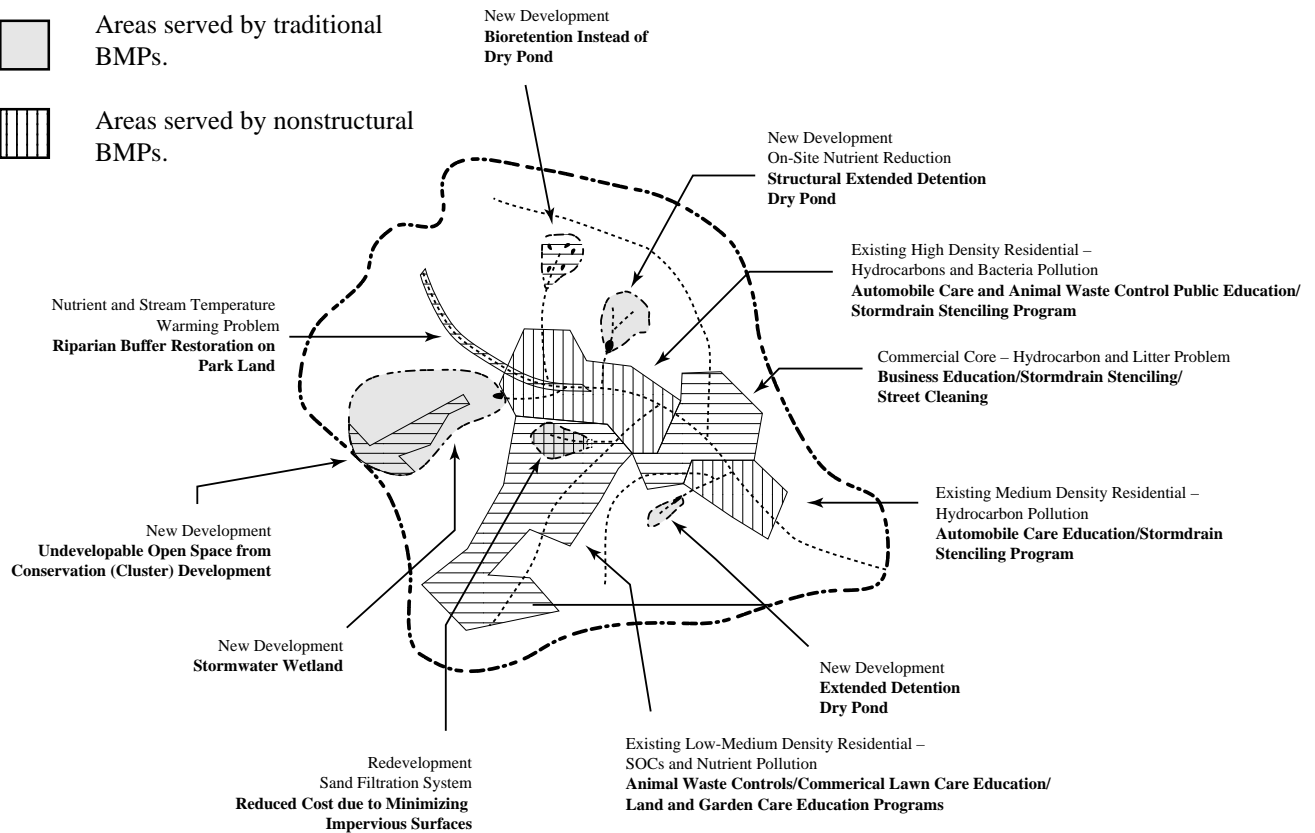 Areas served by traditional
BMPs.
Areas served by nonstructural
BMPs.
New Development
Bioretention Instead of
Dry Pond
New Development
On-Site Nutrient Reduction
Structural Extended Detention
Dry Pond
Existing High Density Residential –
Hydrocarbons and Bacteria Pollution
Automobile Care and Animal Waste Control Public Education/
Stormdrain Stenciling Program
Nutrient and Stream Temperature
Warming Problem
Riparian Buffer Restoration on
Park Land
Commercial Core – Hydrocarbon and Litter Problem
Business Education/Stormdrain Stenciling/
Street Cleaning
Existing Medium Density Residential –
Hydrocarbon Pollution
Automobile Care Education/Stormdrain
Stenciling Program
New Development
Undevelopable Open Space from
Conservation (Cluster) Development
New Development
Stormwater Wetland
New Development
Extended Detention
Dry Pond
Redevelopment
Sand Filtration System
Reduced Cost due to Minimizing
Impervious Surfaces
Existing Low-Medium Density Residential –
SOCs and Nutrient Pollution
Animal Waste Controls/Commerical Lawn Care Education/
Land and Garden Care Education Programs